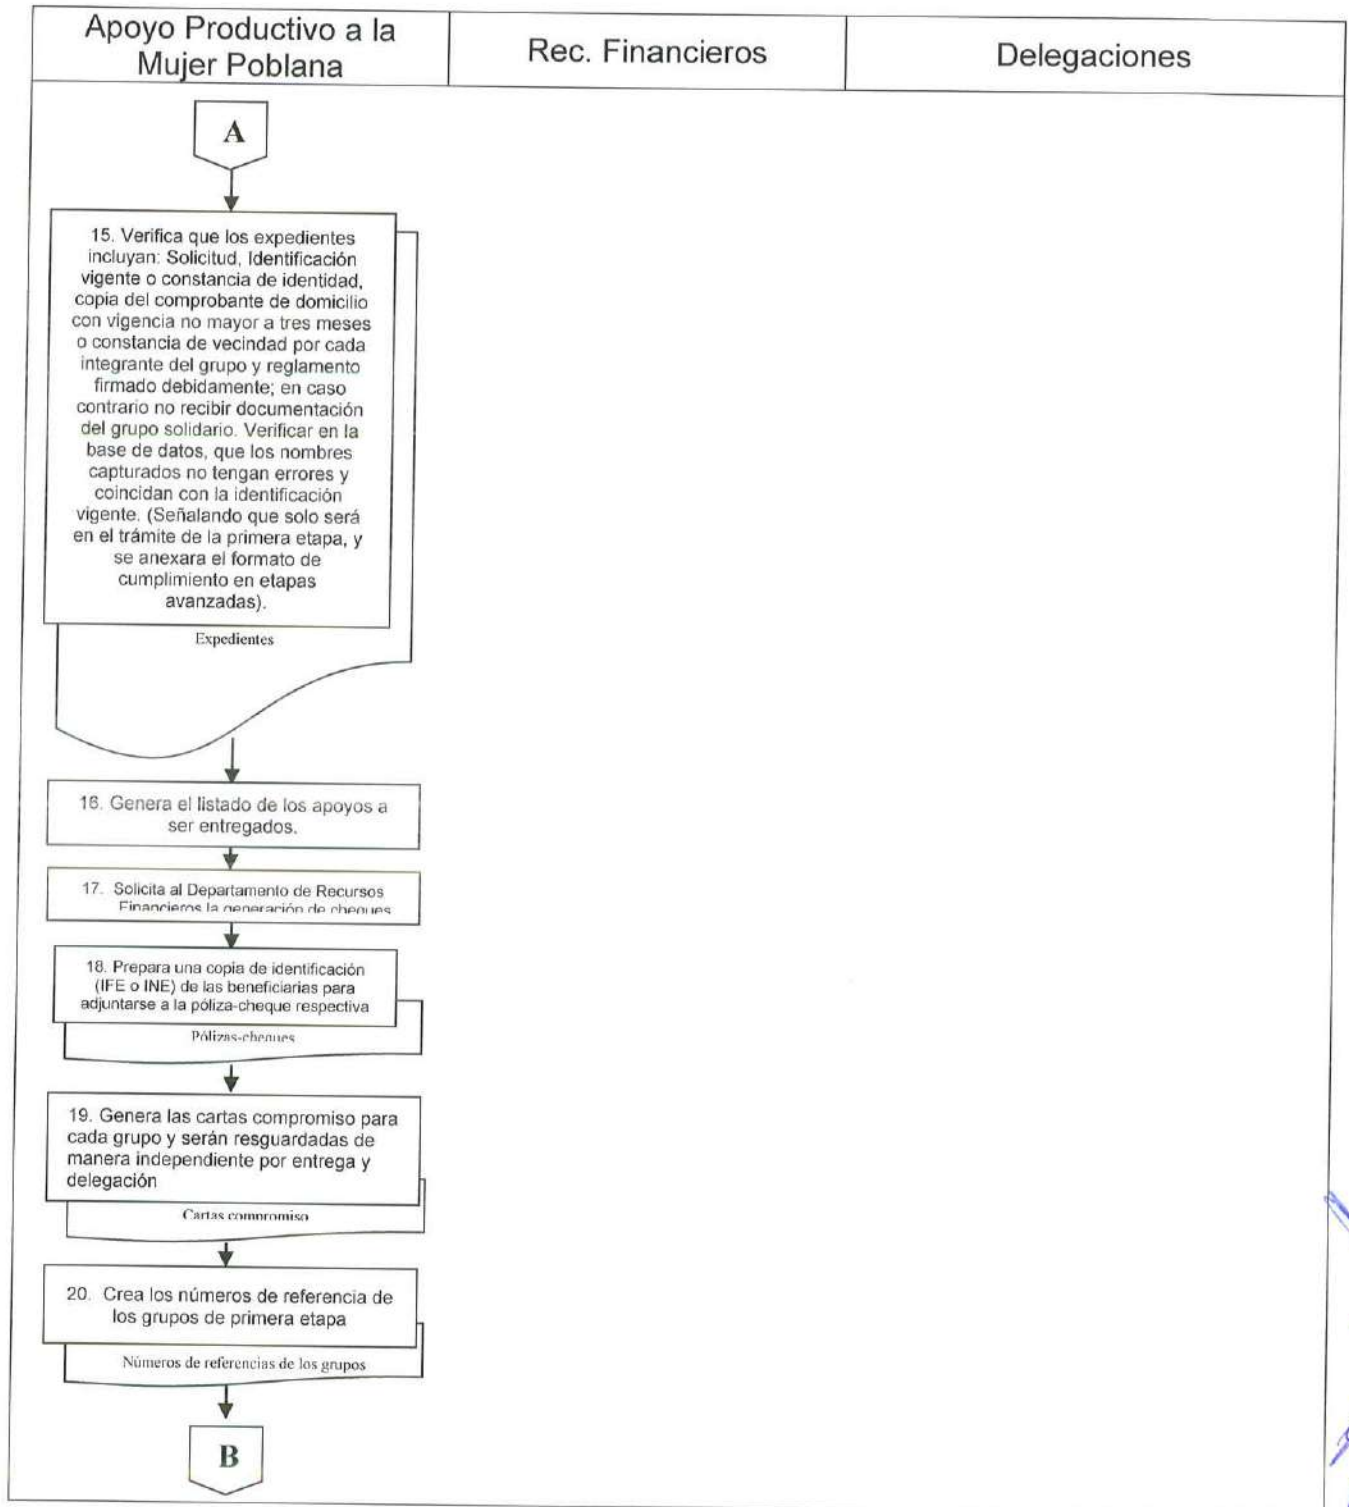 Apoyo Productivo a la
Mujer Poblana
Rec. Financieros
Delegaciones
A
15. Verifica que los expedientes
incluyan: Solicitud, Identificación
vigente o constancia de identidad,
copia del comprobante de domicilio
con vigencia no mayor a tres meses
o constancia de vecindad por cada
integrante del grupo y reglamento
firmado debidamente; en caso
contrario no recibir documentación
del grupo solidario. Verificar en la
base de datos, que los nombres
capturados no tengan errores y
coincidan con la identificación
vigente. (Señalando que solo será
en el trámite de la primera etapa, y
se anexara el formato de
cumplimiento en etapas
avanzadas).
Expedientes
16. Genera el listado de los apoyos a
ser entregados.
17. Solicita al Departamento de Recursos
Financieros la generación de cheques
18. Prepara una copia de identificación
(IFE o INE) de las beneficiarias para
adjuntarse a la póliza-cheque respectiva
Pólizas-cheques
19. Genera las cartas compromiso para
cada grupo y serán resguardadas de
manera independiente por entrega y
delegación
Cartas compromiso
20. Crea los números de referencia de
los grupos de primera etapa
Números de referencias de los grupos
B